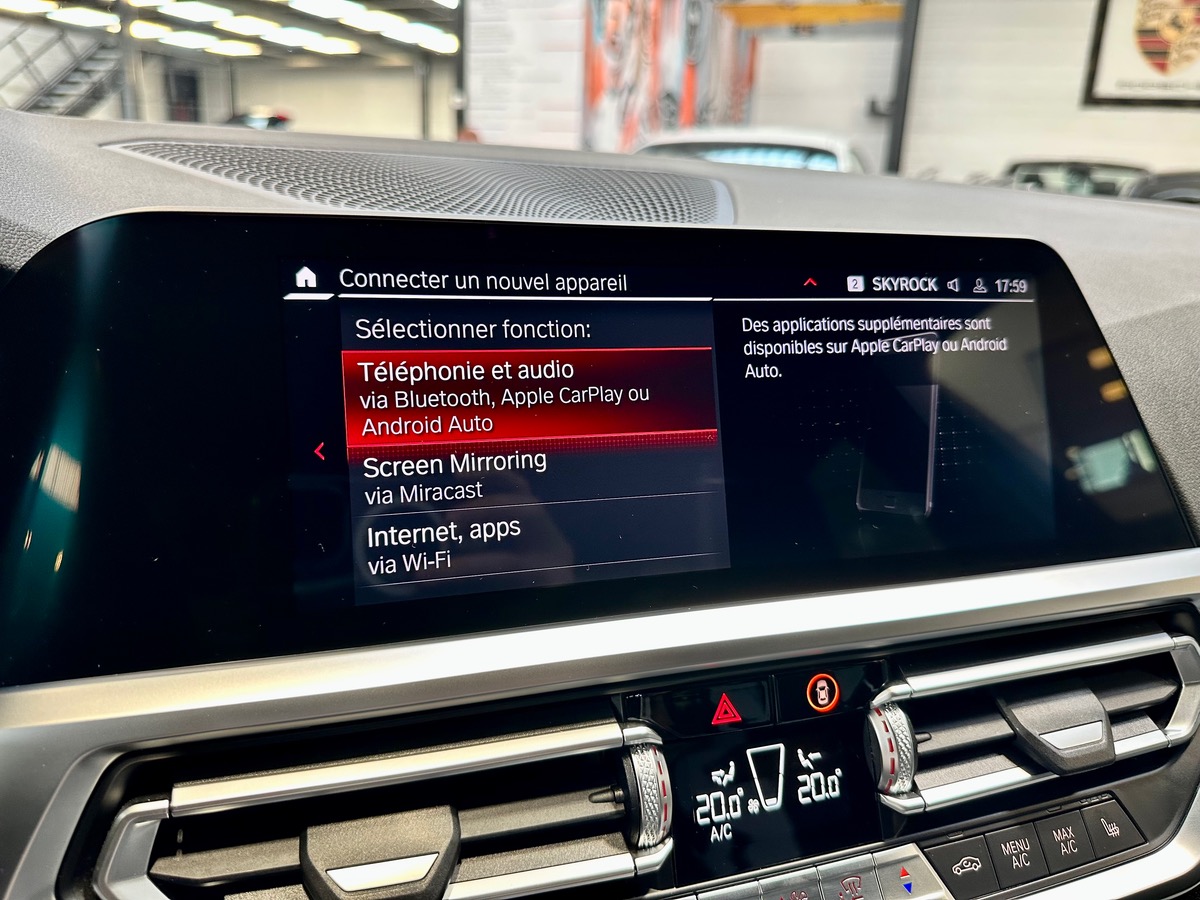 Connecter un nouvel appareil
2 SKYROCK 17:59
Sélectionner fonction:
Téléphonie et audio
via Bluetooth, Apple CarPlay ou
Android Auto
Screen Mirroring
via Miracast
Internet, apps
via Wi-Fi
Des applications supplémentaires sont
disponibles sur Apple CarPlay ou Android
Auto.
20.0°
20.0°
A/C
MENU
A/C
MAX
A/C